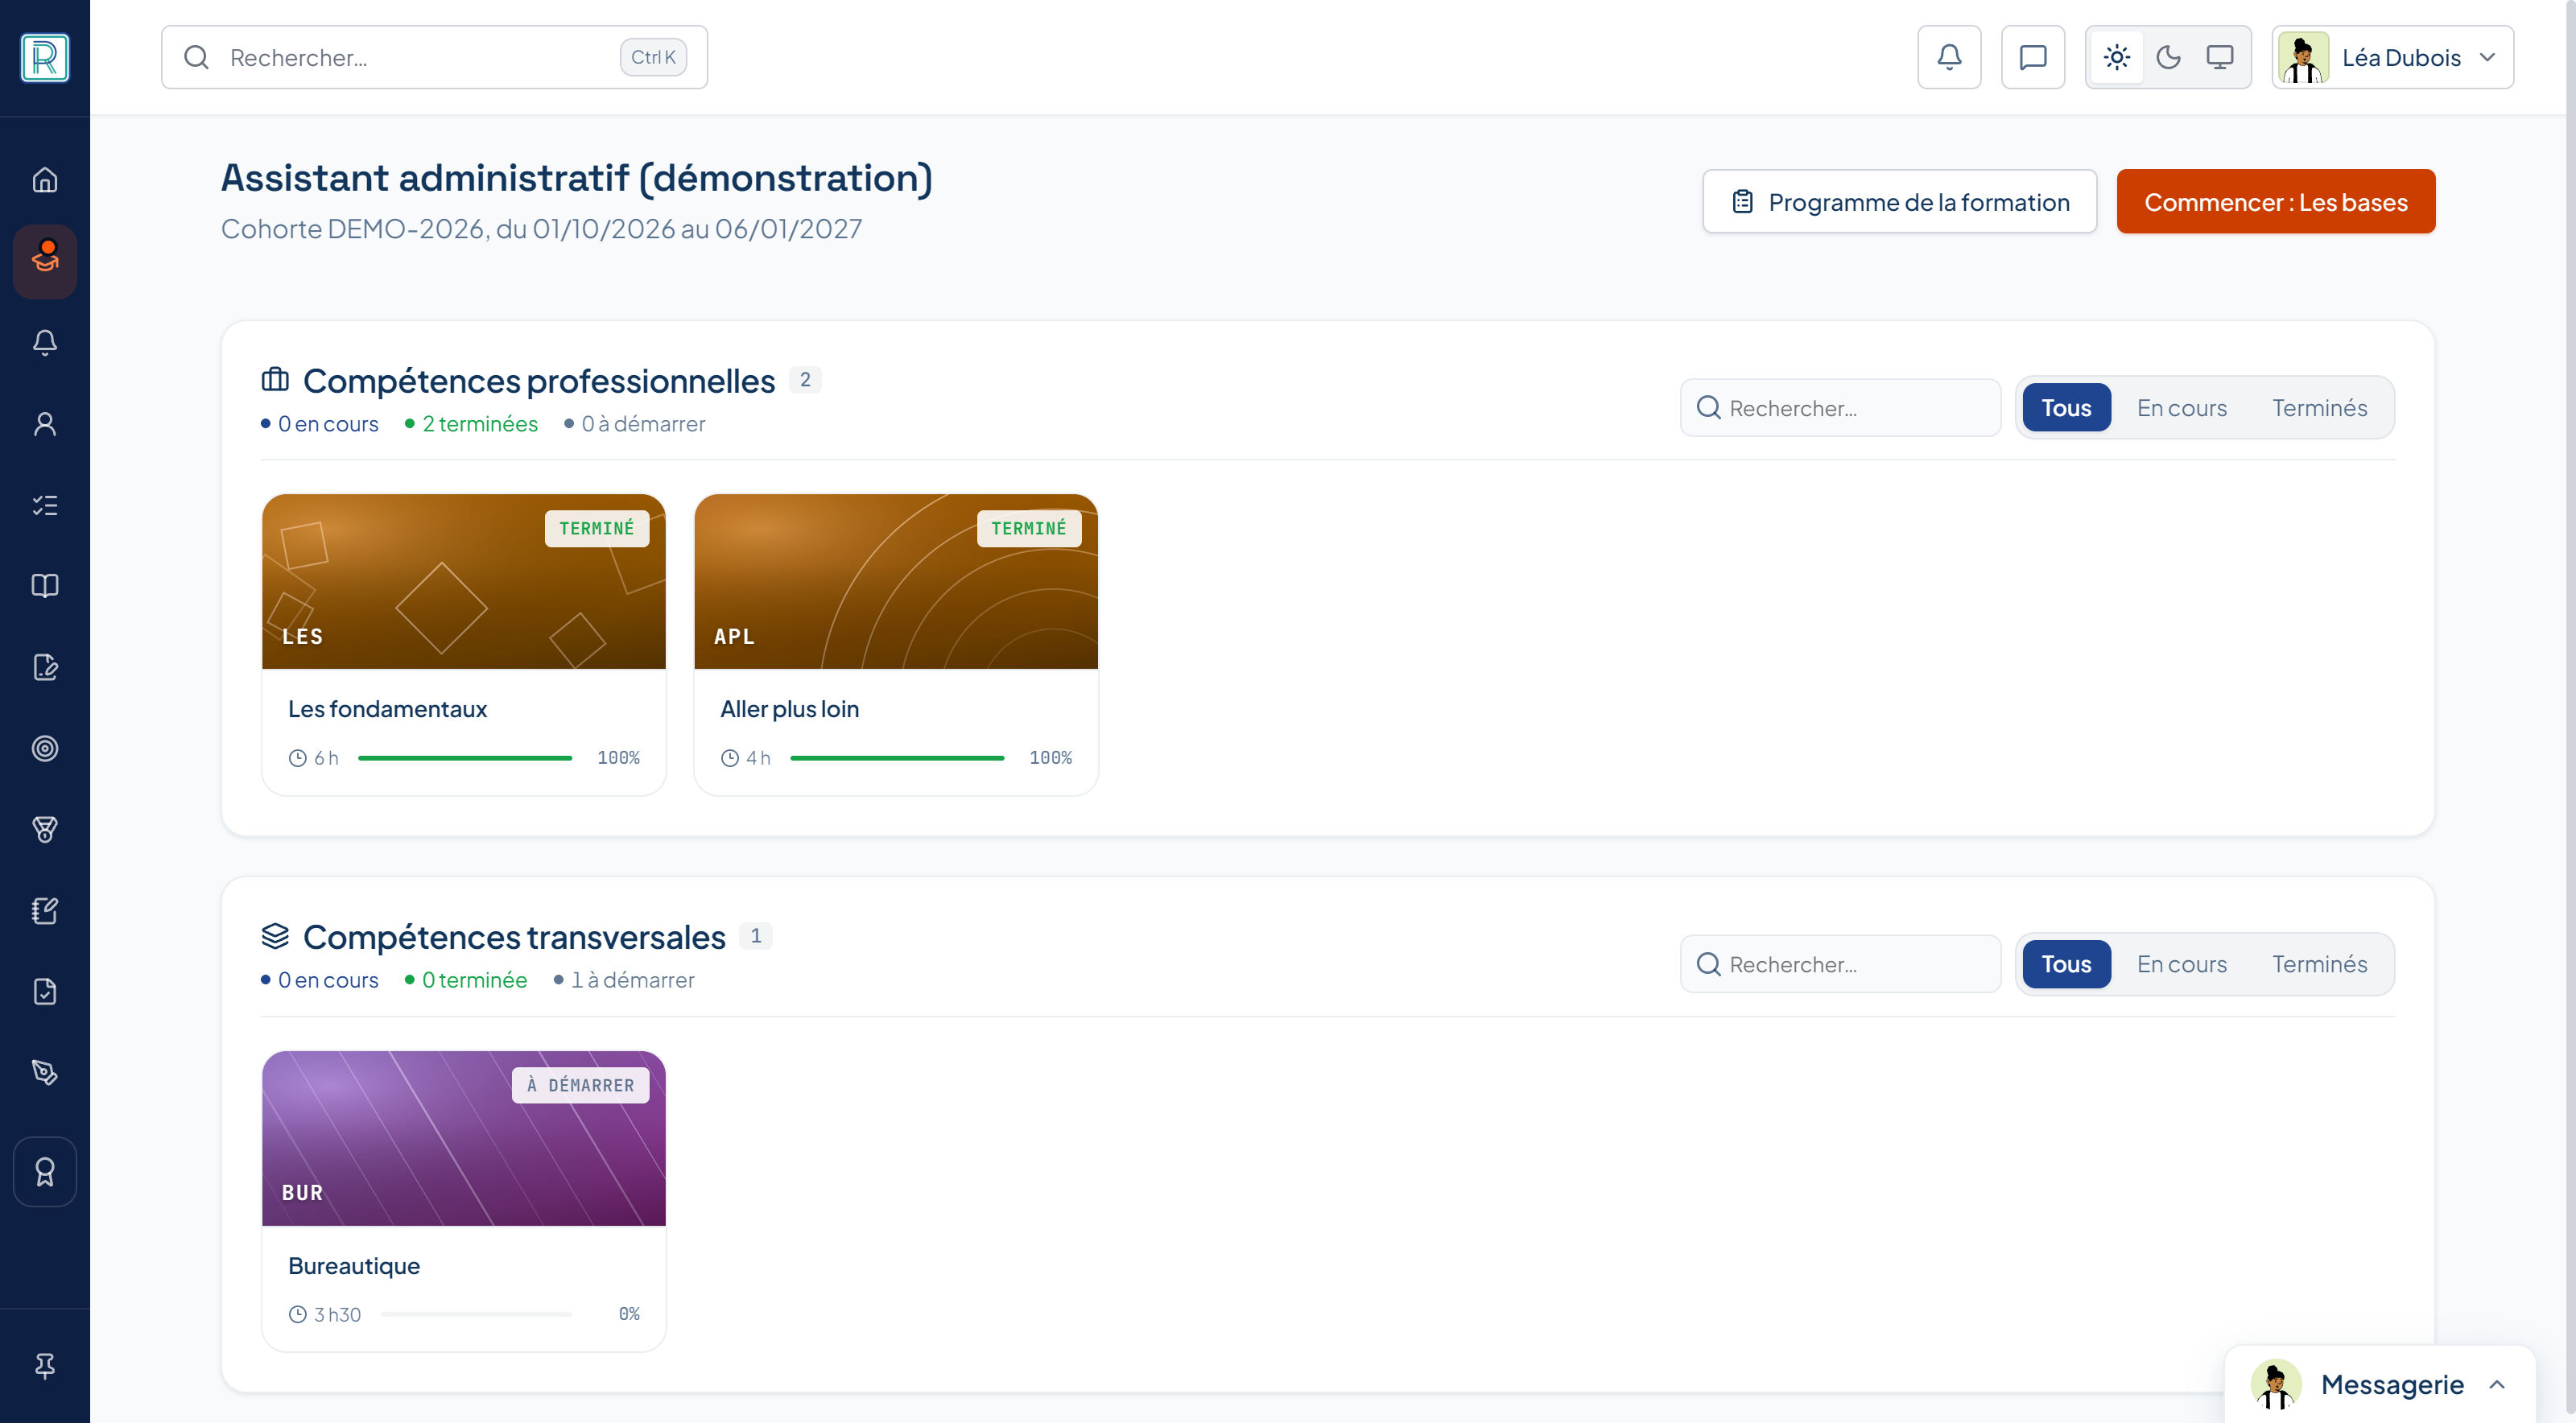 R
Rechercher...
Ctrl K
Léa Dubois
Assistant administratif (démonstration)
Cohorte DEMO-2026, du 01/10/2026 au 06/01/2027
Programme de la formation
Commencer : Les bases
Compétences professionnelles 2
0 en cours 2 terminées 0 à démarrer
Rechercher...
Tous En cours Terminés
TERMINÉ
LES
Les fondamentaux
6 h 100%
TERMINÉ
APL
Aller plus loin
4 h 100%
Compétences transversales 1
0 en cours 0 terminée 1 à démarrer
Rechercher...
Tous En cours Terminés
À DÉMARRER
BUR
Bureautique
3 h30 0%
Messagerie